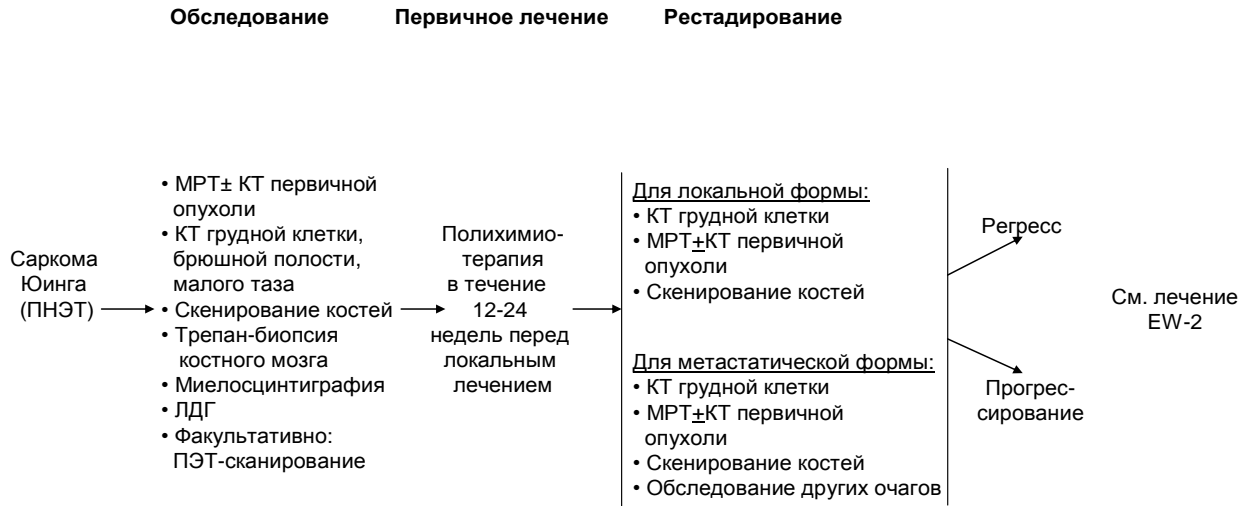 Обследование
Первичное лечение
Рестадирование
Саркома
Юинга
(ПНЭТ)
• МРТ± КТ первичной
опухоли
• КТ грудной клетки,
брюшной полости,
малого таза
• Скенирование костей
• Трепан-биопсия
костного мозга
• Миелосцинтиграфия
• ЛДГ
• Факультативно:
ПЭТ-сканирование
Полихимио-
терапия
в течение
12-24
недель перед
локальным
лечением
Для локальной формы:
• КТ грудной клетки
• МРТ±КТ первичной
опухоли
• Скенирование костей
Для метастатической формы:
• КТ грудной клетки
• МРТ±КТ первичной
опухоли
• Скенирование костей
• Обследование других очагов
Регресс
Прогрес-
сирование
См. лечение
EW-2